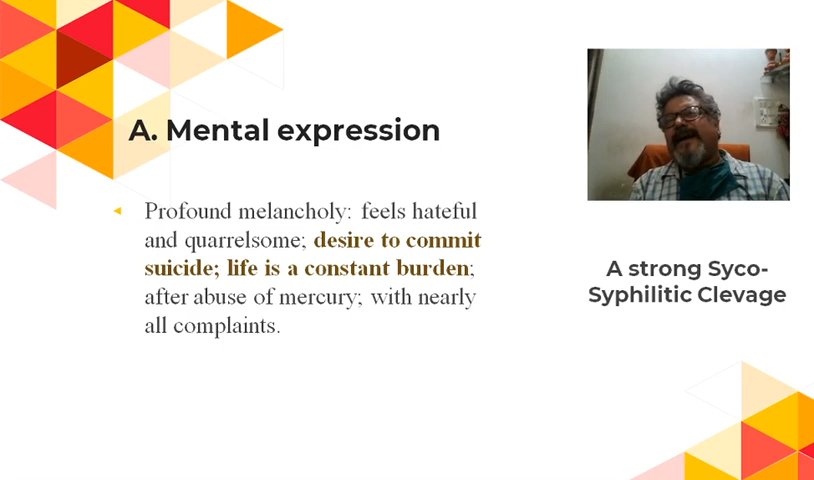 A. Mental expression
Profound melancholy: feels hateful
and quarrelsome; desire to commit
suicide; life is a constant burden;
after abuse of mercury; with nearly
all complaints.
A strong Syco-
Syphilitic Clevage